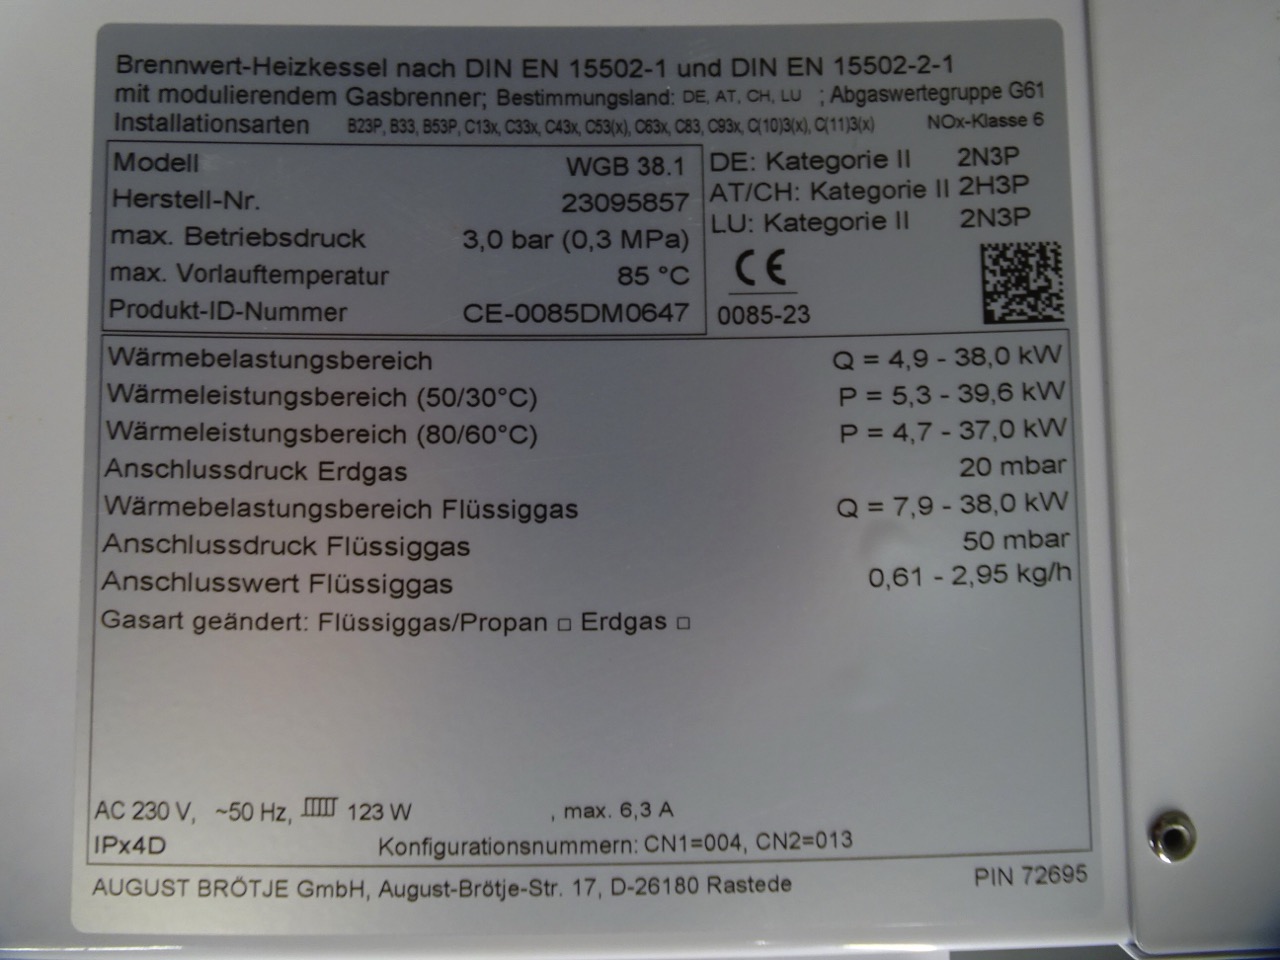 Brennwert-Heizkessel nach DIN EN 15502-1 und DIN EN 15502-2-1
mit modulierendem Gasbrenner; Bestimmungsland: DE, AT, CH, LU ; Abgaswertegruppe G61
Installationsarten B23P, B33, B53P, C13x, C33x, C43x, C53(x), C63x, C83, C93x, C(10)3(x), C(11)3(x) NOx-Klasse 6
Modell WGB 38.1
Herstell-Nr. 23095857
max. Betriebsdruck 3,0 bar (0,3 MPa)
max. Vorlauftemperatur 85 °C
Produkt-ID-Nummer CE-0085DM0647
DE: Kategorie II 2N3P
AT/CH: Kategorie II 2H3P
LU: Kategorie II 2N3P
CE
0085-23
Wärmebelastungsbereich Q = 4,9 - 38,0 kW
Wärmeleistungsbereich (50/30°C) P = 5,3 - 39,6 kW
Wärmeleistungsbereich (80/60°C) P = 4,7 - 37,0 kW
Anschlussdruck Erdgas 20 mbar
Wärmebelastungsbereich Flüssiggas Q = 7,9 - 38,0 kW
Anschlussdruck Flüssiggas 50 mbar
Anschlusswert Flüssiggas 0,61 - 2,95 kg/h
Gasart geändert: Flüssiggas/Propan □ Erdgas □
AC 230 V, ~50 Hz, 123 W , max. 6,3 A
IPx4D Konfigurationsnummern: CN1=004, CN2=013
AUGUST BRÖTJE GmbH, August-Brötje-Str. 17, D-26180 Rastede PIN 72695